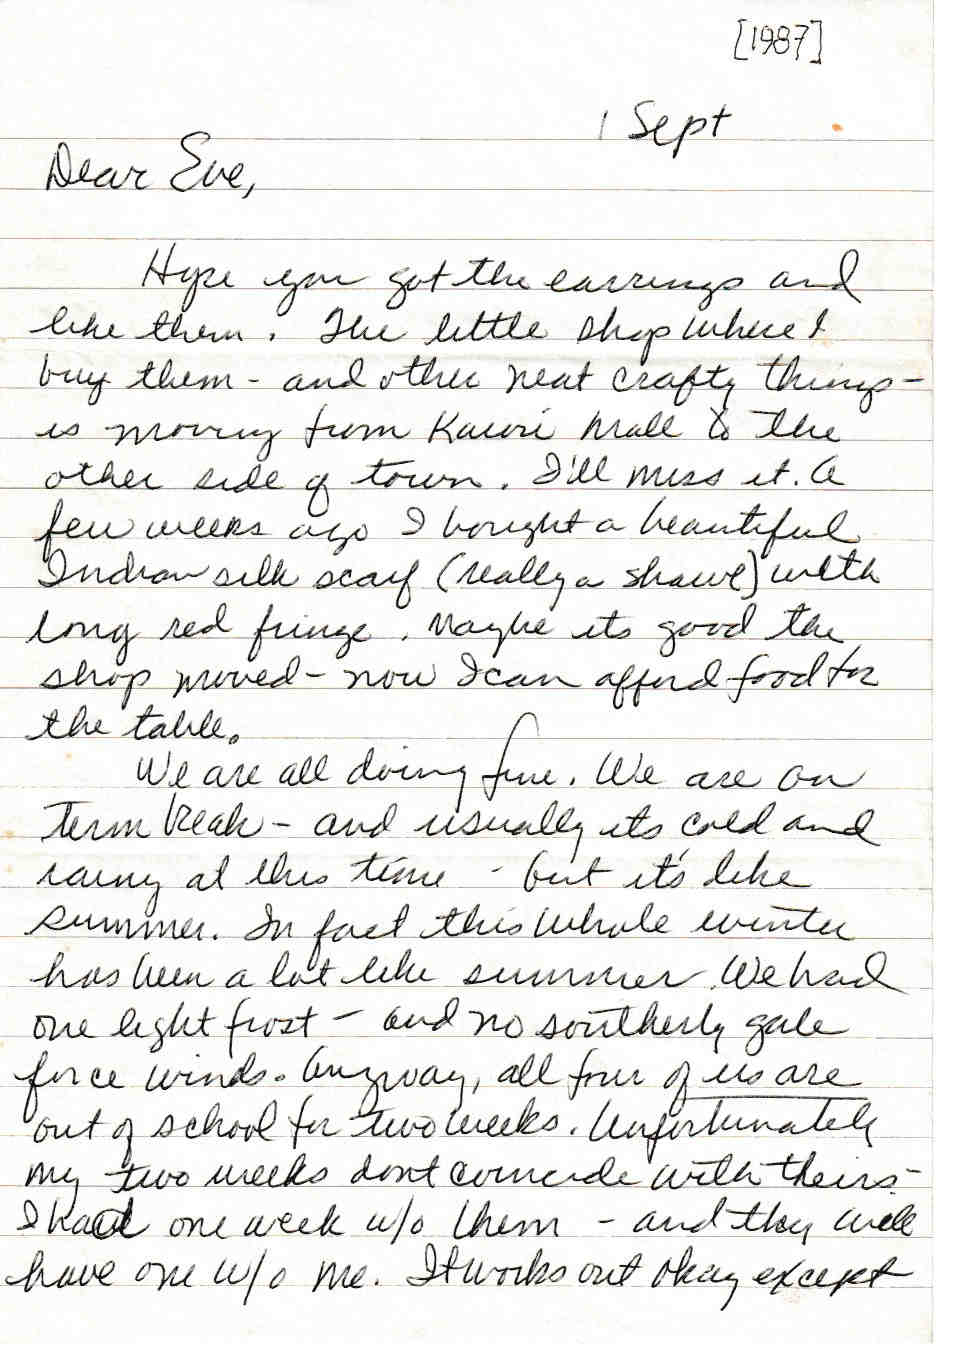 [1987]
1 Sept
Dear Eve,
Hope you got the earrings and
like them. The little shop where I
buy them - and other neat crafty things -
is moving from Kaiori Mall to the
other side of town. I'll miss it. A
few weeks ago I bought a beautiful
Indian silk scarf (really a shawl) with
long red fringe. Maybe its good the
shop moved - now I can afford food for
the table.
We are all doing fine. We are on
Term break - and usually its cold and
rainy at this time - but it's like
summer. In fact this whole winter
has been a lot like summer. We had
one light frost - and no southerly gale
force winds. Anyway, all four of us are
out of school for two weeks. Unfortunately
my two weeks dont coincide with theirs -
I had one week w/o them - and they will
have one w/o me. It works out okay except